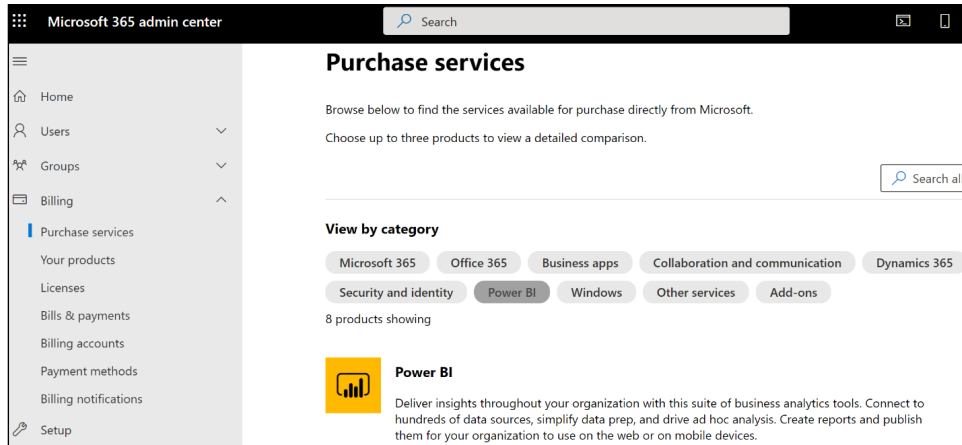 Microsoft 365 admin center
Search
Home
Users
Groups
Billing
Purchase services
Your products
Licenses
Bills & payments
Billing accounts
Payment methods
Billing notifications
Setup
Purchase services
Browse below to find the services available for purchase directly from Microsoft.
Choose up to three products to view a detailed comparison.
Search al
View by category
Microsoft 365 Office 365 Business apps Collaboration and communication Dynamics 365
Security and identity Power BI Windows Other services Add-ons
8 products showing
Power BI
Deliver insights throughout your organization with this suite of business analytics tools. Connect to
hundreds of data sources, simplify data prep, and drive ad hoc analysis. Create reports and publish
them for your organization to use on the web or on mobile devices.